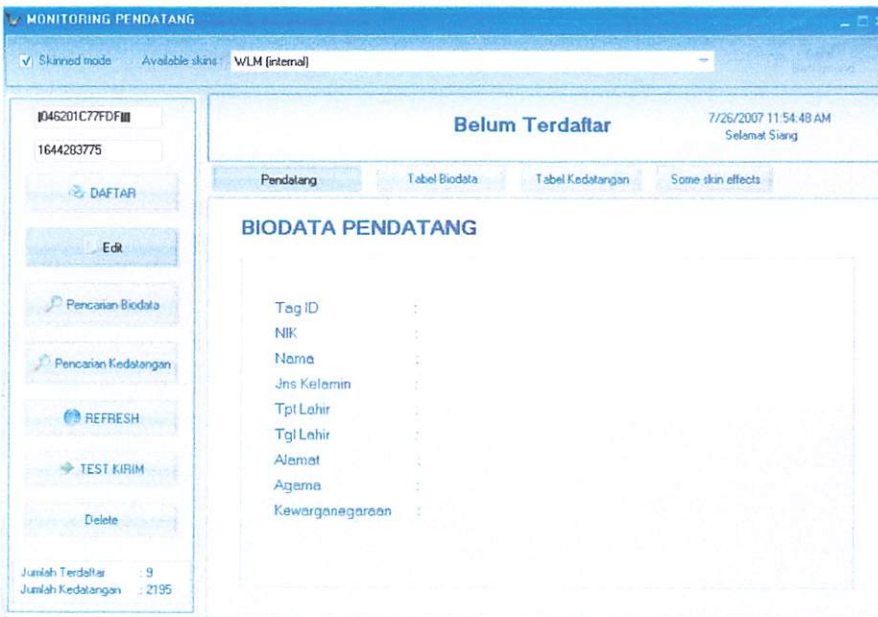 MONITORING PENDATANG
Skinned mode Available skins : WLM (internal)
046201C77FDF
1644283775
DAFTAR
Edit
Pencarian Biodata
Pencarian Kedatangan
REFRESH
TEST KIRIM
Delete
Jumlah Terdaftar : 9
Jumlah Kedatangan : 2195
Belum Terdaftar
7/26/2007 11:54:48 AM
Selamat Siang
Pendatang Tabel Biodata Tabel Kedatangan Some skin effects
BIODATA PENDATANG
Tag ID :
NIK :
Nama :
Jns Kelamin :
Tpt Lahir :
Tgl Lahir :
Alamat :
Agama :
Kewarganegaraan :